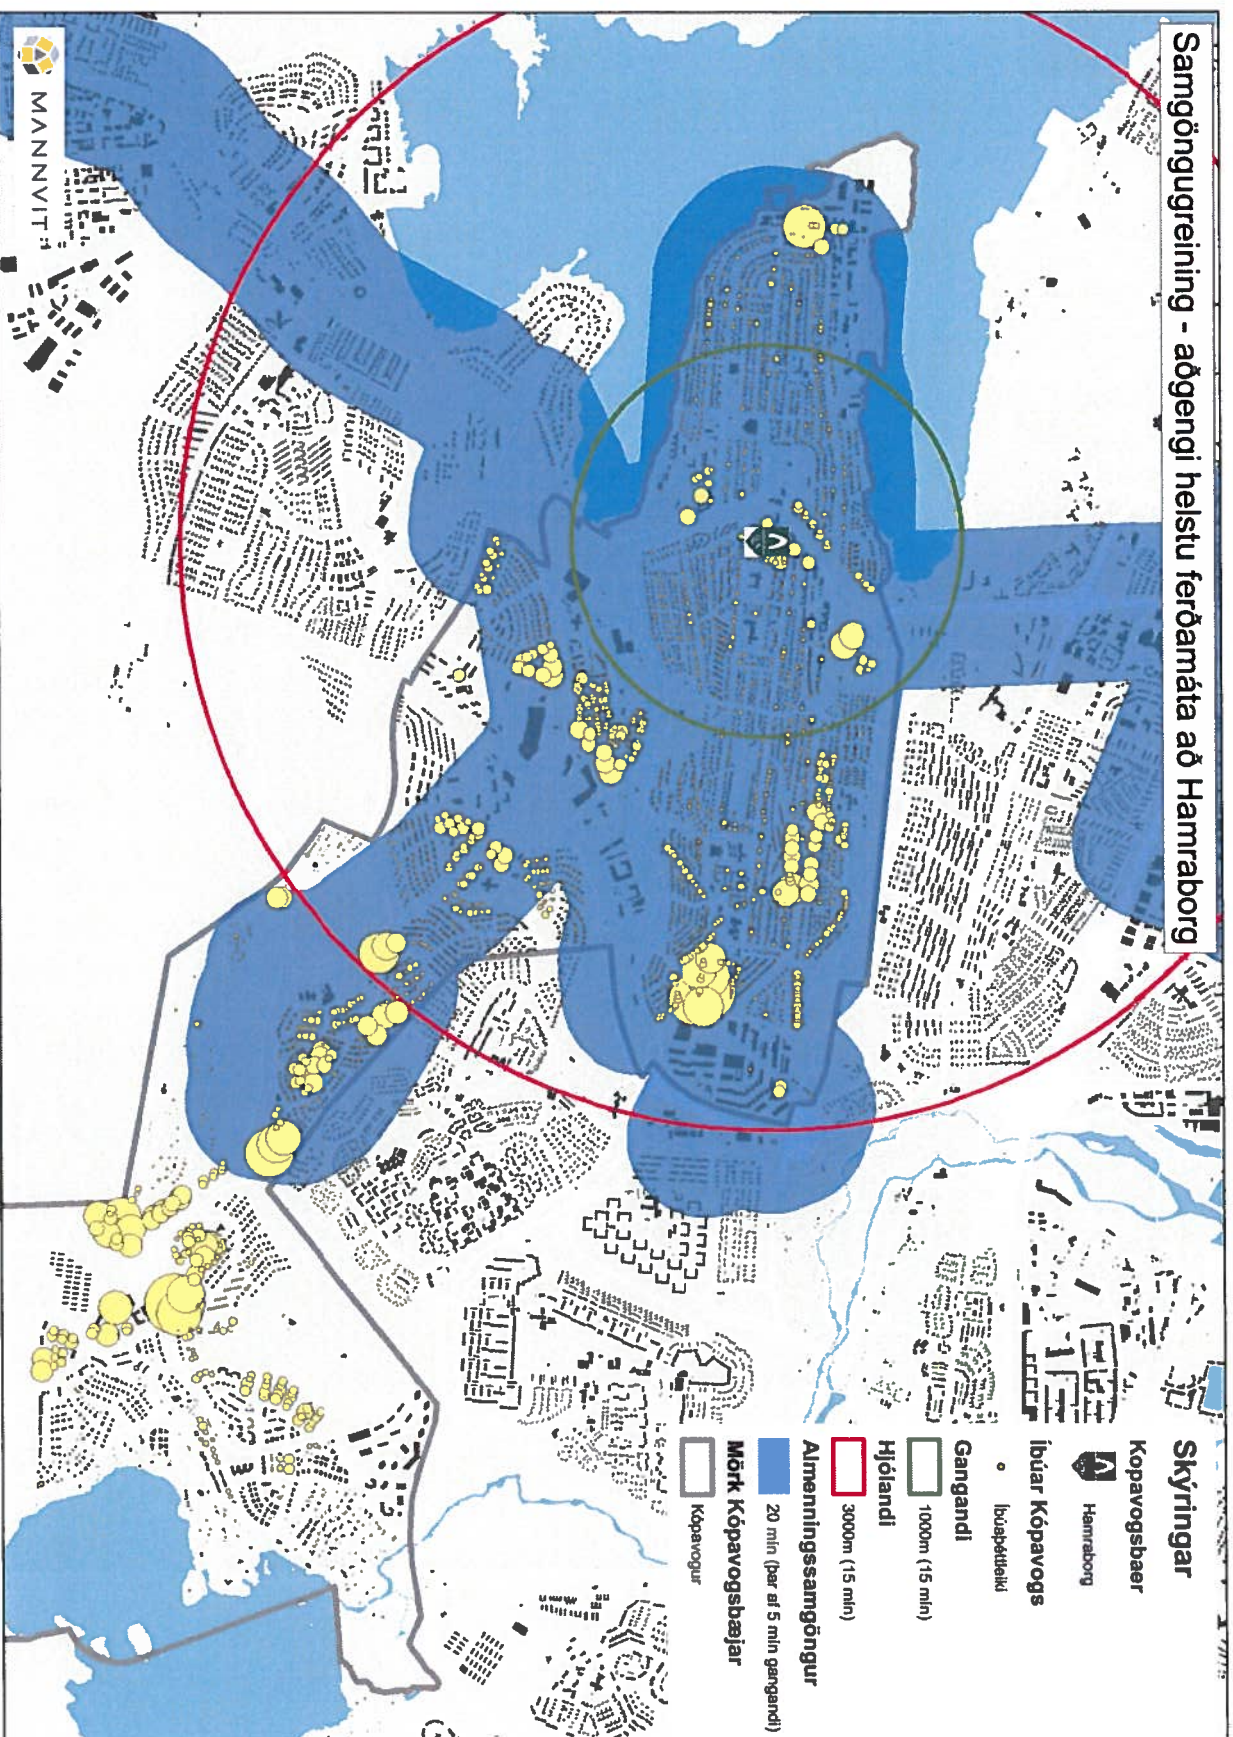 Samgöngugreining - aðgengi helstu ferðamáta að Hamraborg
Skýringar
Kopavogsbaer
Hamraborg
Íbúar Kópavogs
Íbúaþéttleiki
Gangandi
1000m (15 mín)
Hjólandi
3000m (15 mín)
Almenningssamgöngur
20 mín (þar af 5 mín gangandi)
Mörk Kópavogsbæjar
Kópavogur
MANNVIT